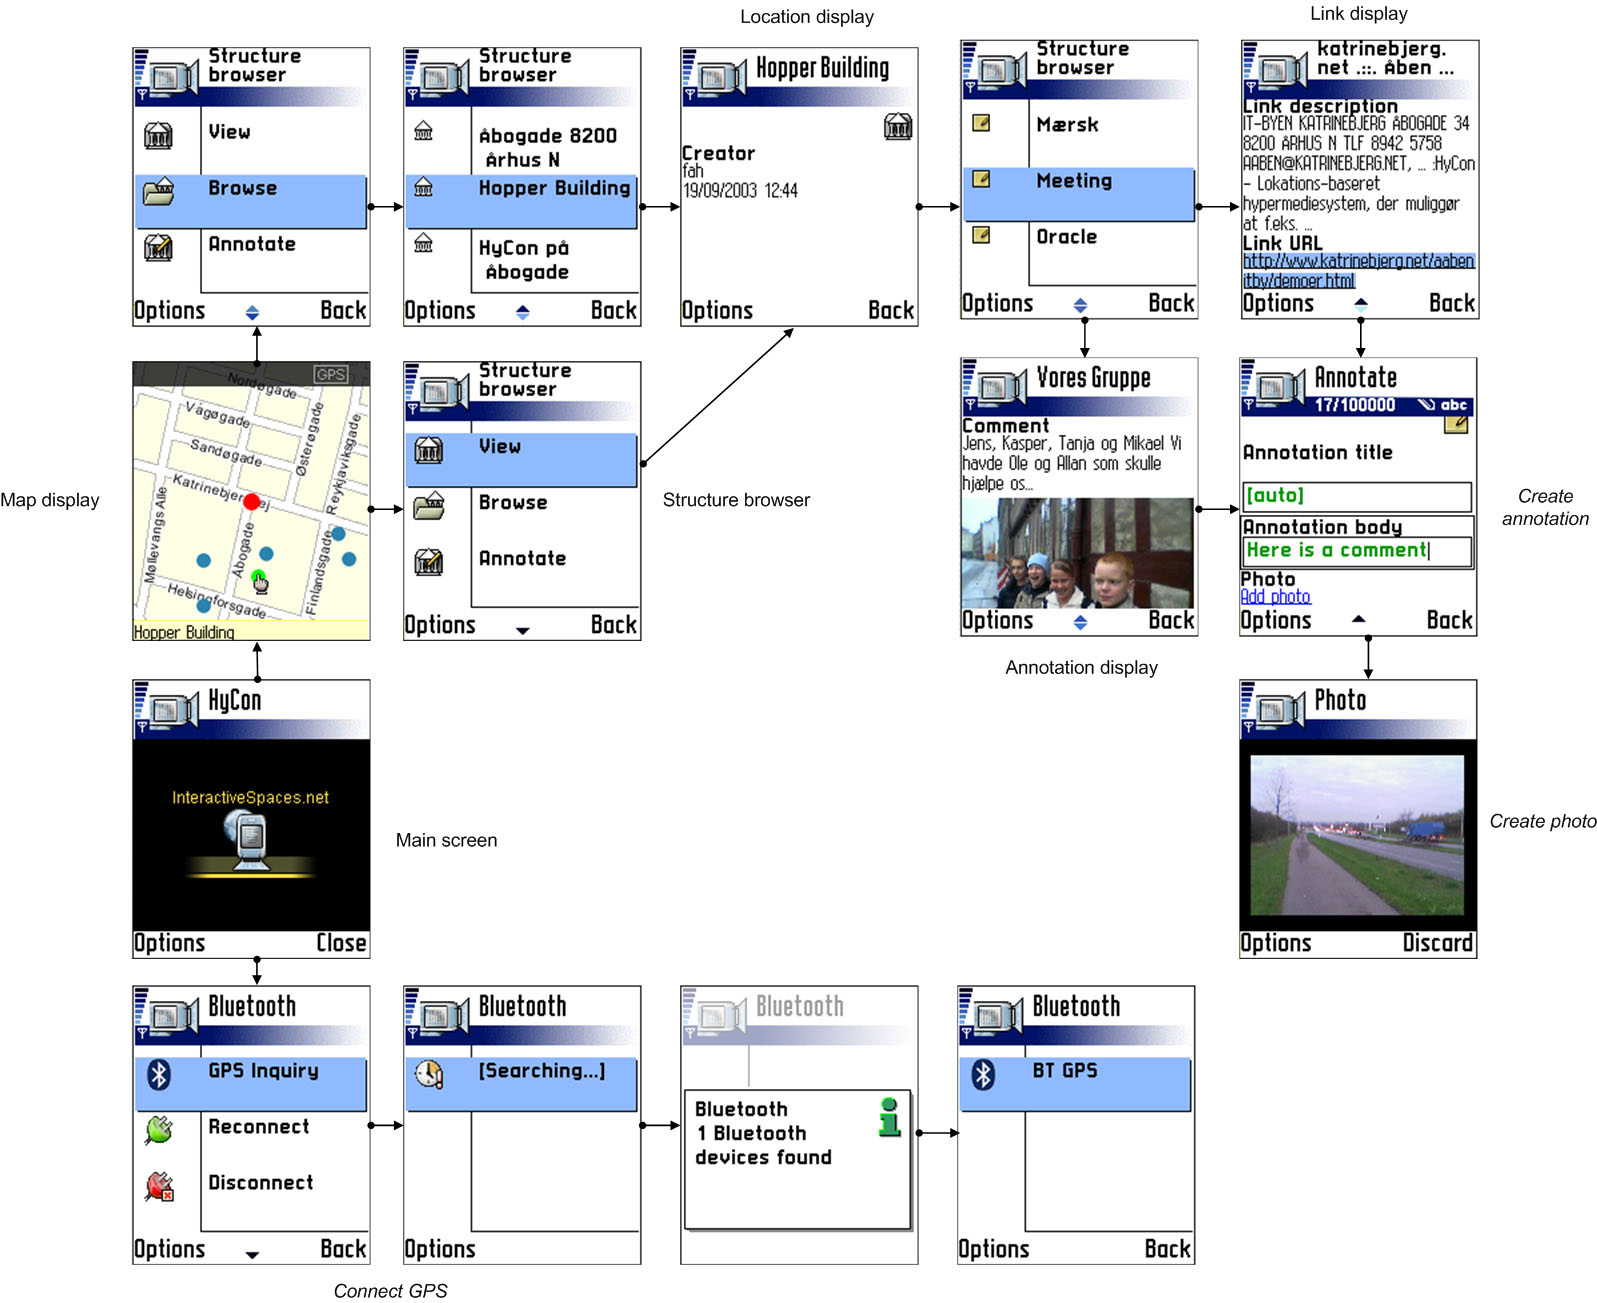 Location display
Link display
Structure
browser
View
Browse
Annotate
Options
Back
Structure
browser
Åbogade 8200
Århus N
Hopper Building
HyCon på
Åbogade
Options
Back
Hopper Building
Creator
fah
19/09/2003 12:44
Options
Back
Structure
browser
Mærsk
Meeting
Oracle
Options
Back
katrinebjerg.
net .::. Åben ...
Link description
IT-BYEN KATRINEBJERG ÅBOGADE 34
8200 ÅRHUS N TLF 8942 5758
AABEN@KATRINEBJERG.NET, ... :HyCon
- Lokations-baseret
hypermediesystem, der muliggør
at f.eks. ...
Link URL
http://www.katrinebjerg.net/aaben
itby/demoer.html
Options
Back
Map display
GPS
Nordøgade
Vågøgade
Sandøgade
Østerøgade
Reykjaviksgade
Møllevangs Alle
Åbogade
Finlandsgade
Helsingforsgade
Hopper Building
Structure
browser
View
Browse
Annotate
Options
Back
Structure browser
Vores Gruppe
Comment
Jens, Kasper, Tanja og Mikael Vi
havde Ole og Allan som skulle
hjælpe os...
Options
Back
Annotation display
Annotate
17/100000
abc
Annotation title
[auto]
Annotation body
Here is a comment
Photo
Add photo
Options
Back
Create
annotation
HyCon
InteractiveSpaces.net
Options
Close
Main screen
Photo
Options
Discard
Create photo
Bluetooth
GPS Inquiry
Reconnect
Disconnect
Options
Back
Bluetooth
[Searching...]
Options
Bluetooth
Bluetooth
1 Bluetooth
devices found
Bluetooth
BT GPS
Options
Back
Connect GPS